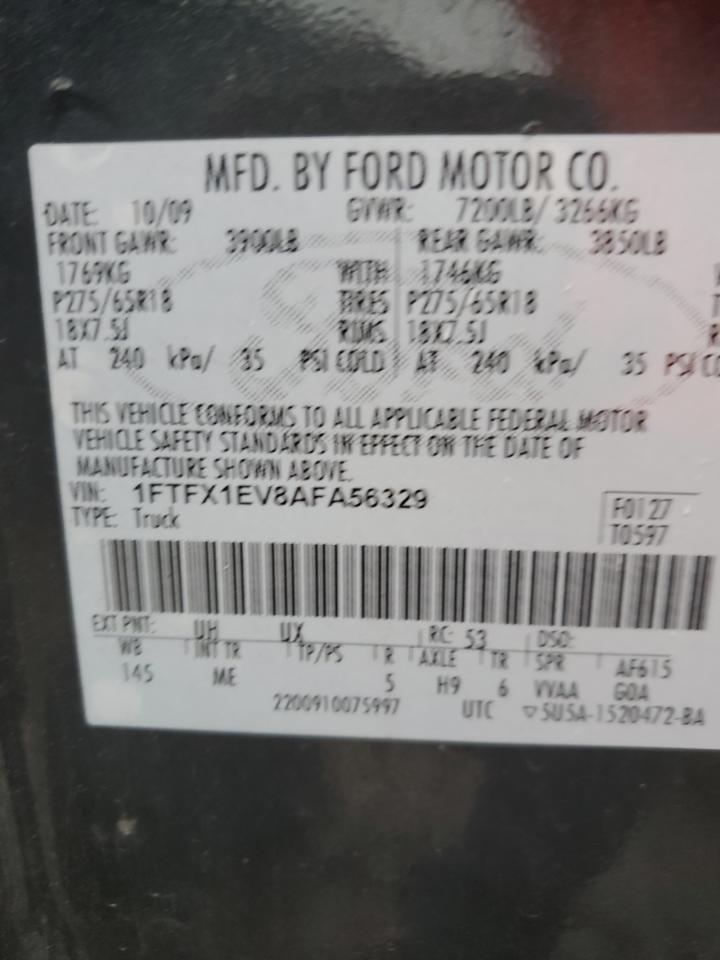 MFD. BY FORD MOTOR CO.
DATE: 10/09 GVWR: 7200LB/ 3266KG
FRONT GAWR: 3900LB REAR GAWR: 3850LB
1769KG WITH 1746KG
P275/65R18 TIRES P275/65R18
18X7.5J RIMS 18X7.5J
AT 240 kPa/ 35 PSI COLD AT 240 kPa/ 35 PSI CO
THIS VEHICLE CONFORMS TO ALL APPLICABLE FEDERAL MOTOR
VEHICLE SAFETY STANDARDS IN EFFECT ON THE DATE OF
MANUFACTURE SHOWN ABOVE.
VIN: 1FTFX1EV8AFA56329
TYPE: Truck
F0127
T0597
EXT PNT: UH UX RC: 53 DSO:
WB INT TR TP/PS R AXLE TR SPR AF615
145 ME 5 H9 6 VVAA GOA
2200910075997 UTC ▽5U5A-1520472-BA